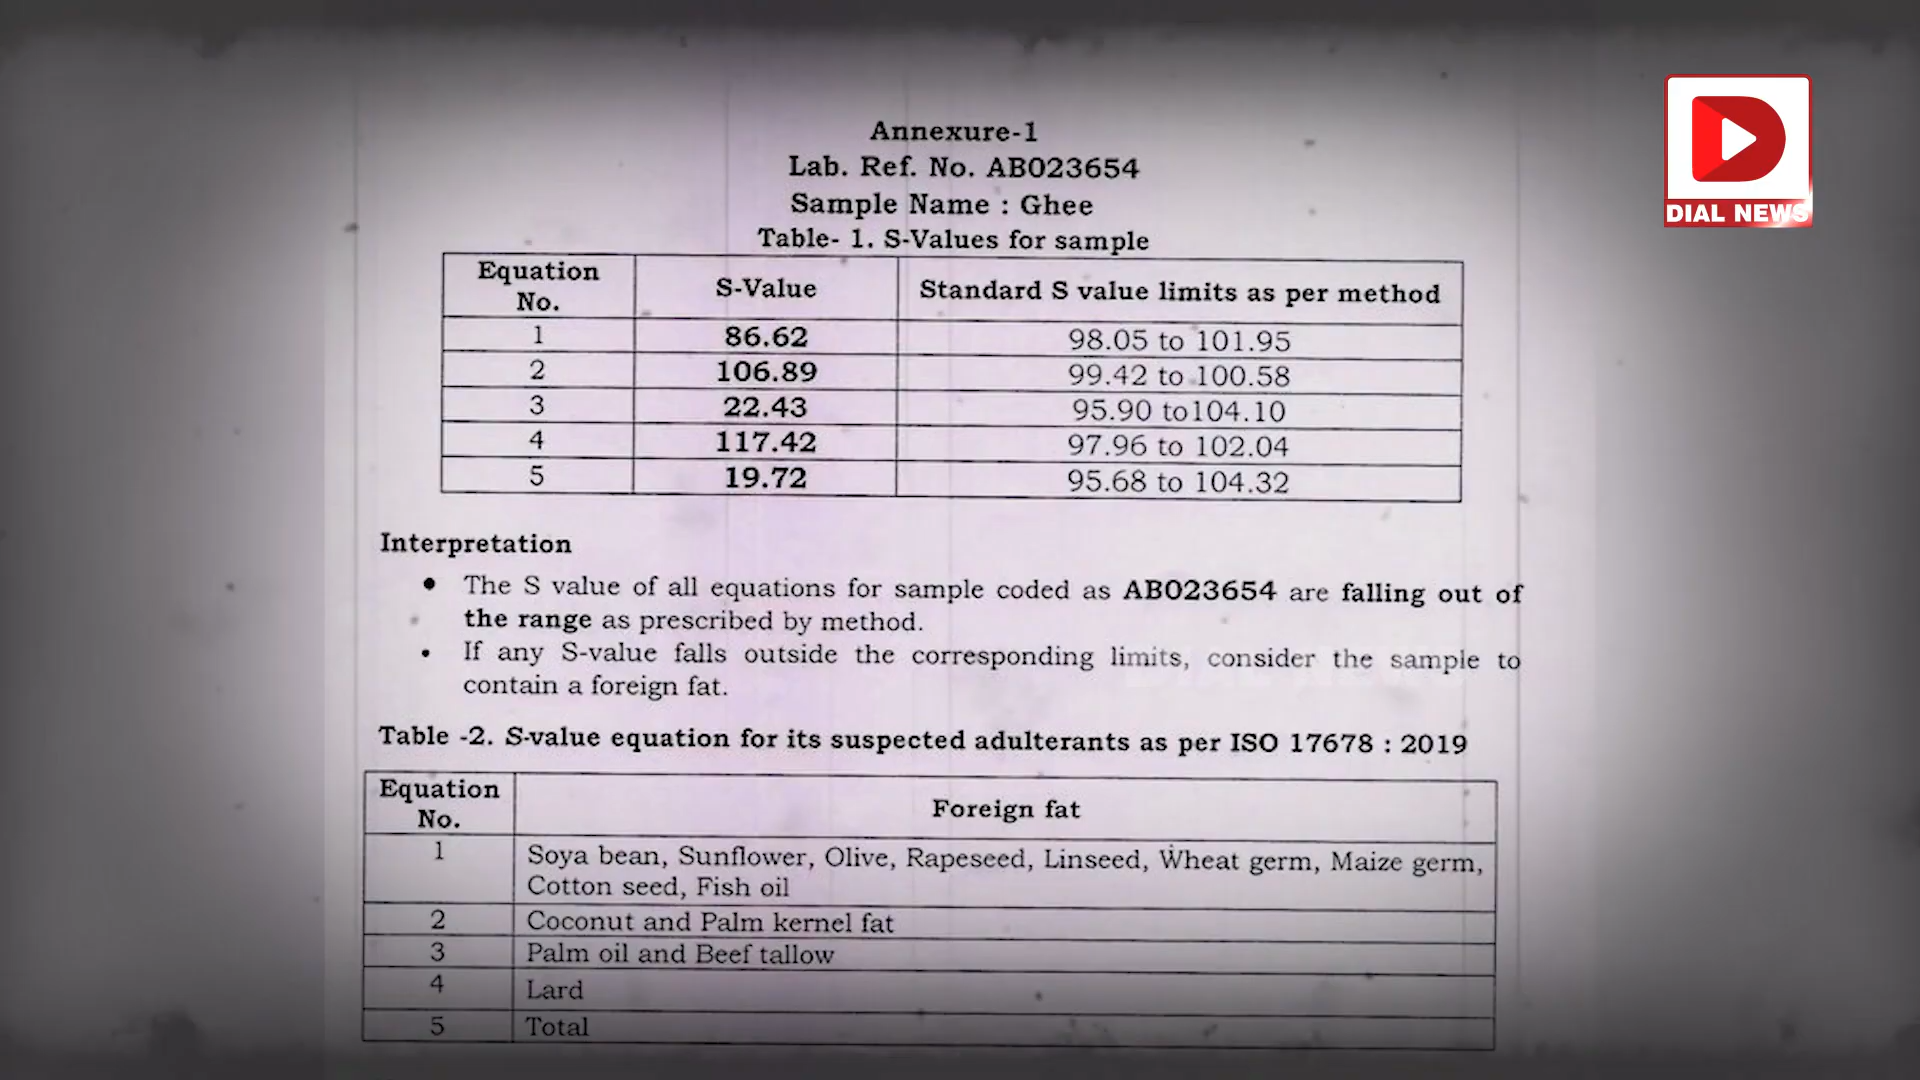 Annexure-1
Lab. Ref. No. AB023654
Sample Name : Ghee
Table- 1. S-Values for sample
Equation No. S-Value Standard S value limits as per method
1 86.62 98.05 to 101.95
2 106.89 99.42 to 100.58
3 22.43 95.90 to104.10
4 117.42 97.96 to 102.04
5 19.72 95.68 to 104.32
Interpretation
• The S value of all equations for sample coded as AB023654 are falling out of
the range as prescribed by method.
• If any S-value falls outside the corresponding limits, consider the sample to
contain a foreign fat.
Table -2. S-value equation for its suspected adulterants as per ISO 17678 : 2019
Equation No. Foreign fat
1 Soya bean, Sunflower, Olive, Rapeseed, Linseed, Wheat germ, Maize germ,
Cotton seed, Fish oil
2 Coconut and Palm kernel fat
3 Palm oil and Beef tallow
4 Lard
5 Total
DIAL NEWS